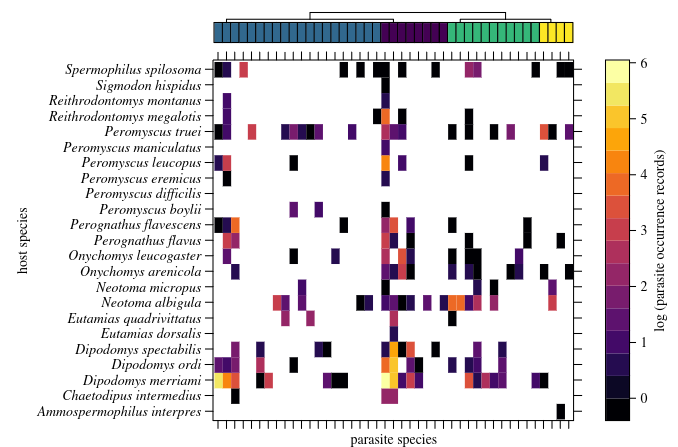 Spermophilus spilosoma
Sigmodon hispidus
Reithrodontomys montanus
Reithrodontomys megalotis
Peromyscus truei
Peromyscus maniculatus
Peromyscus leucopus
Peromyscus eremicus
Peromyscus difficilis
Peromyscus boylii
Perognathus flavescens
Perognathus flavus
Onychomys leucogaster
Onychomys arenicola
Neotoma micropus
Neotoma albigula
Eutamias quadrivittatus
Eutamias dorsalis
Dipodomys spectabilis
Dipodomys ordi
Dipodomys merriami
Chaetodipus intermedius
Ammospermophilus interpres
host species
parasite species
6
5
4
3
2
1
0
log (parasite occurrence records)